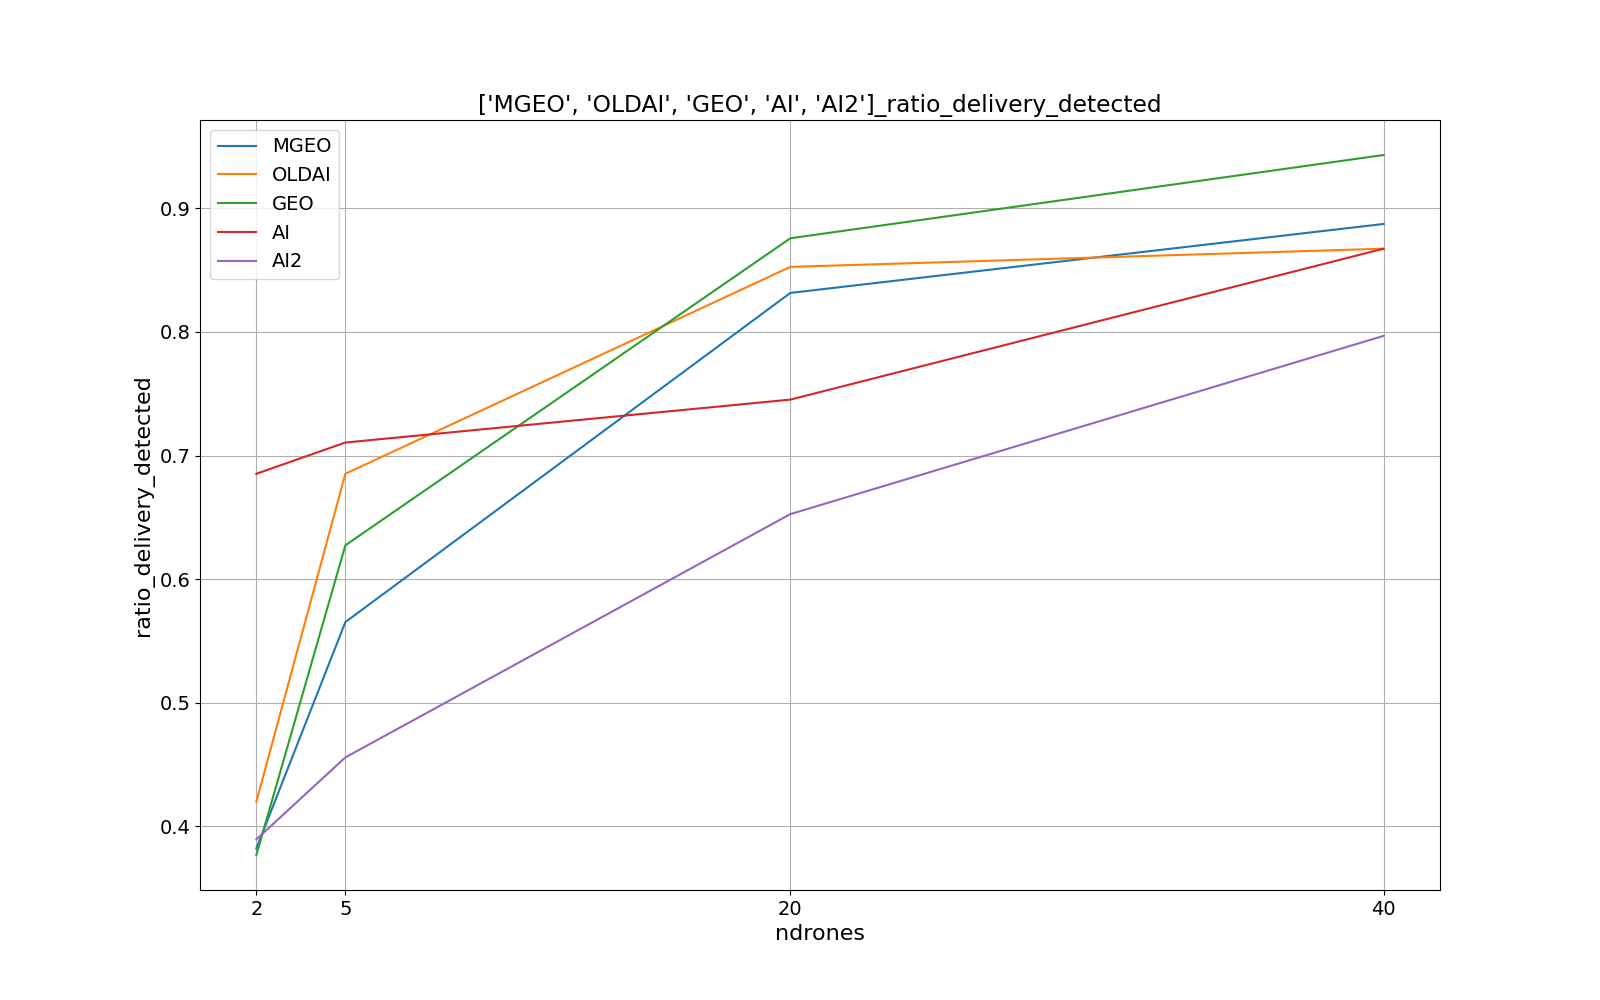 ['MGEO', 'OLDAI', 'GEO', 'AI', 'AI2']_ratio_delivery_detected
MGEO
OLDAI
GEO
AI
AI2
0.9
0.8
0.7
0.6
0.5
0.4
ratio_delivery_detected
2 5 20 40
ndrones